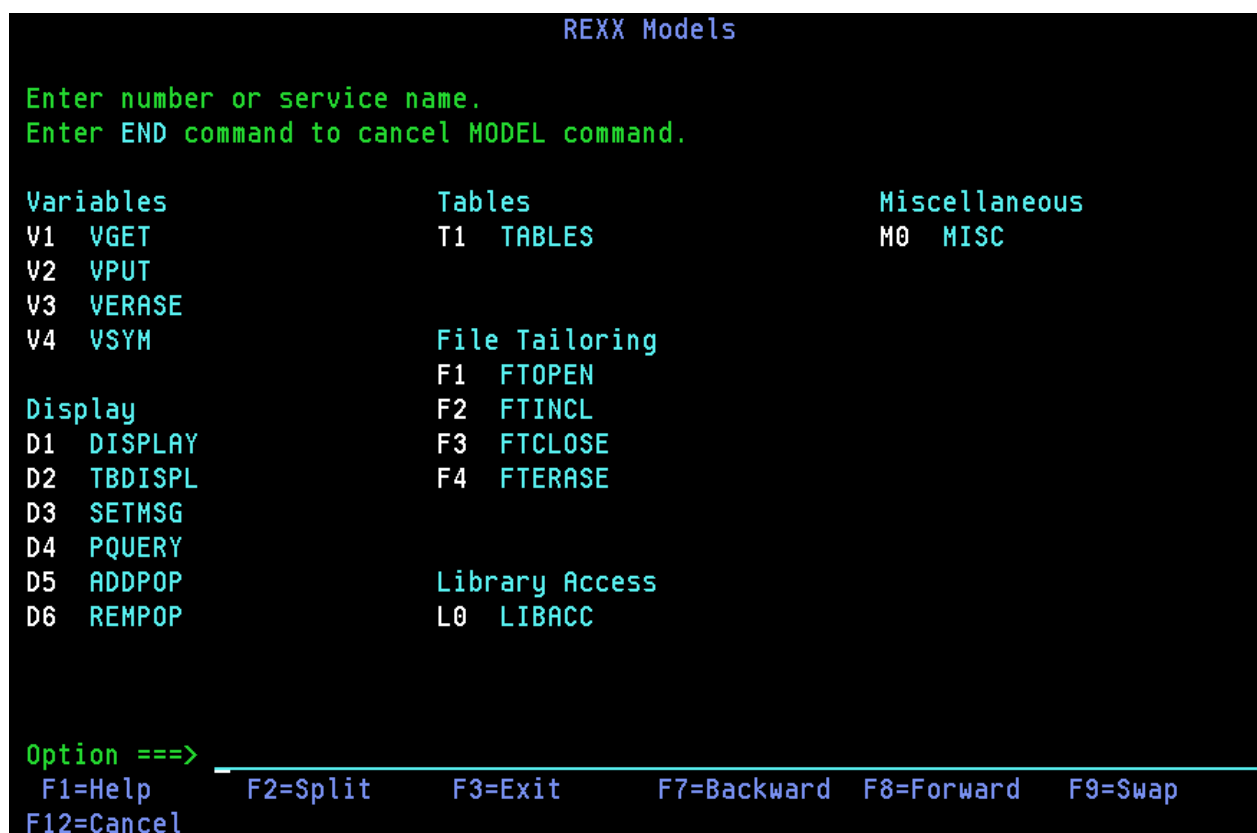 REXX Models
Enter number or service name.
Enter END command to cancel MODEL command.
Variables Tables Miscellaneous
V1 VGET T1 TABLES M0 MISC
V2 VPUT
V3 VERASE
V4 VSYM File Tailoring
F1 FTOPEN
Display F2 FTINCL
D1 DISPLAY F3 FTCLOSE
D2 TBDISPL F4 FTERASE
D3 SETMSG
D4 PQUERY
D5 ADDPOP Library Access
D6 REMPOP L0 LIBACC
Option ===>
F1=Help F2=Split F3=Exit F7=Backward F8=Forward F9=Swap
F12=Cancel